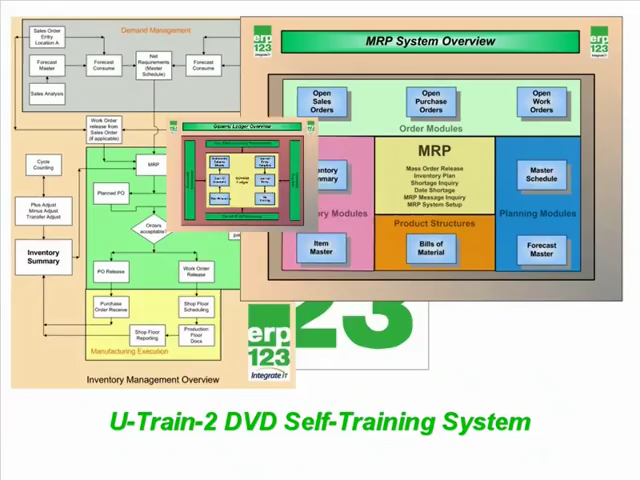 Demand Management
Sales Order
Entry
Location A
Forecast
Master
Forecast
Consume
Net
Requirements
(Master
Schedule)
Forecast
Consume
Sales Analysis
Work Order
release from
Sales Order
(if applicable)
Cycle
Counting
MRP
Planned PO
Plus Adjust
Minus Adjust
Transfer Adjust
Orders
acceptable?
Inventory
Summary
PO Release
Work Order
Release
Purchase
Order Receive
Shop Floor
Scheduling
Shop Floor
Reporting
Production
Floor
Docs
Manufacturing Execution
Inventory Management Overview
erp
123
IntegrateIT
General Ledger Overview
erp
123
MRP System Overview
erp
123
Open
Sales
Orders
Open
Purchase
Orders
Open
Work
Orders
Order Modules
MRP
Mass Order Release
Inventory Plan
Shortage Inquiry
Date Shortage
MRP Message Inquiry
MRP System Setup
Master
Schedule
Planning Modules
Product Structures
Item
Master
Bills of
Material
Forecast
Master
123
U-Train-2 DVD Self-Training System